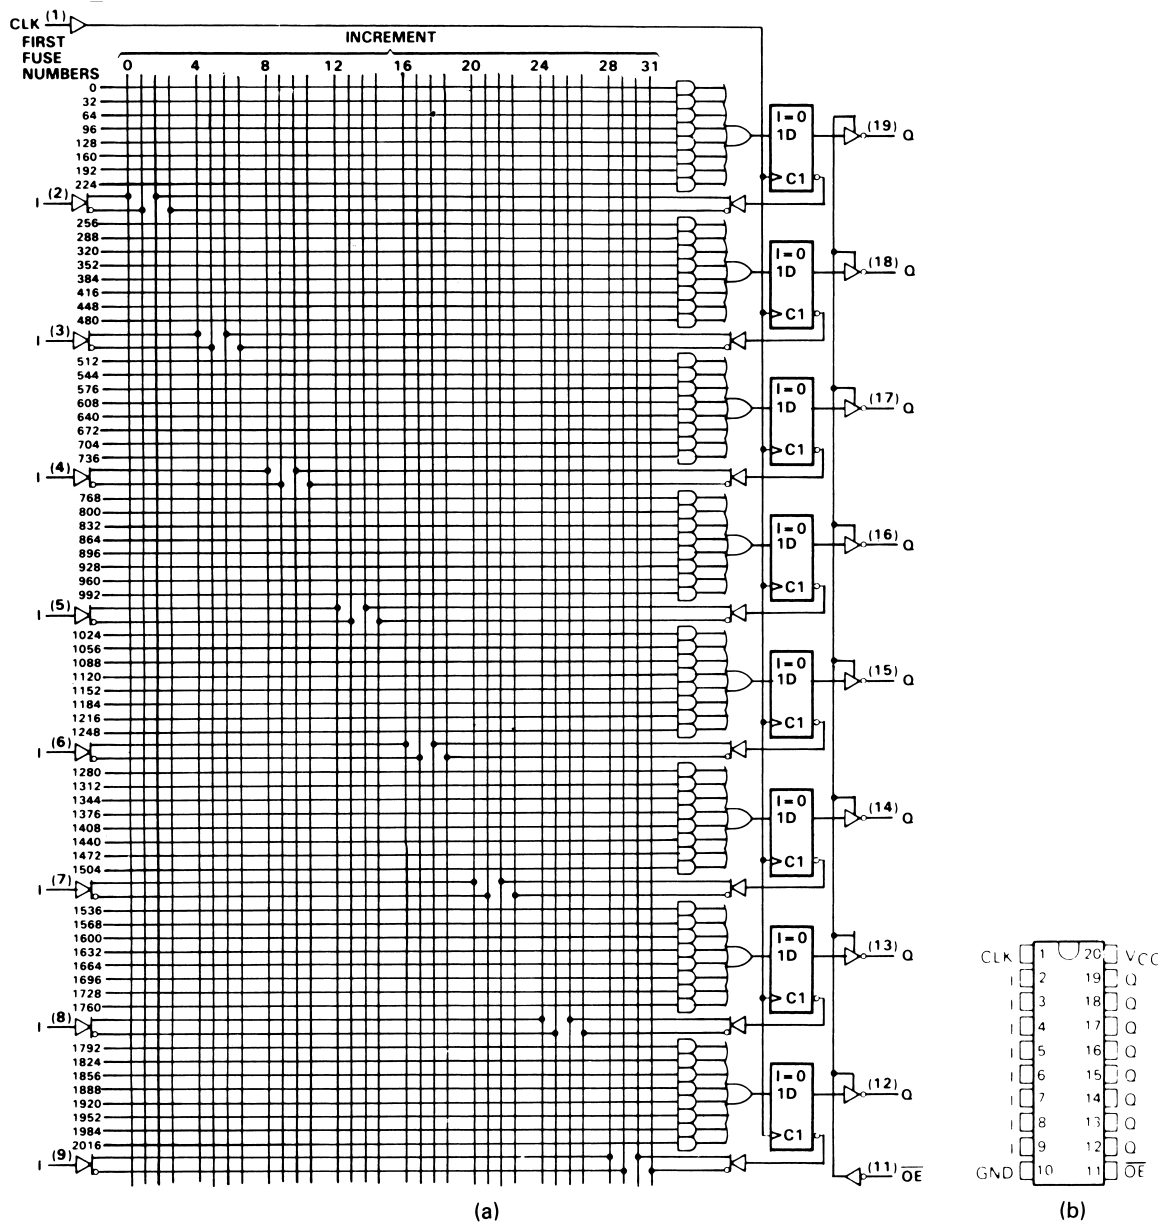 CLK (1)
FIRST
FUSE
NUMBERS
INCREMENT
0 4 8 12 16 20 24 28 31
0
32
64
96
128
160
192
224
I=0
1D
C1
(19) Q
I (2)
256
288
320
352
384
416
448
480
I=0
1D
C1
(18) Q
I (3)
512
544
576
608
640
672
704
736
I=0
1D
C1
(17) Q
I (4)
768
800
832
864
896
928
960
992
I=0
1D
C1
(16) Q
I (5)
1024
1056
1088
1120
1152
1184
1216
1248
I=0
1D
C1
(15) Q
I (6)
1280
1312
1344
1376
1408
1440
1472
1504
I=0
1D
C1
(14) Q
I (7)
1536
1568
1600
1632
1664
1696
1728
1760
I=0
1D
C1
(13) Q
I (8)
1792
1824
1856
1888
1920
1952
1984
2016
I=0
1D
C1
(12) Q
I (9)
(11) OE
(a)
CLK 1 20 VCC
I 2 19 Q
I 3 18 Q
I 4 17 Q
I 5 16 Q
I 6 15 Q
I 7 14 Q
I 8 13 Q
I 9 12 Q
GND 10 11 OE
(b)